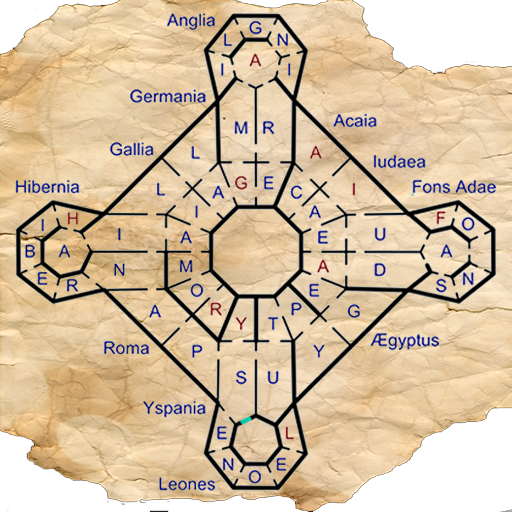 Anglia
L G N
I A I
Germania
M R
Acaia
Gallia
L A
Iudaea
Hibernia
L A G E C I
Fons Adae
I H I A F O
I A E U
B A A
N M A D
E R O E S N
A R Y T P G
Roma
P Y
Ægyptus
S U
Yspania
E L
N O E
Leones